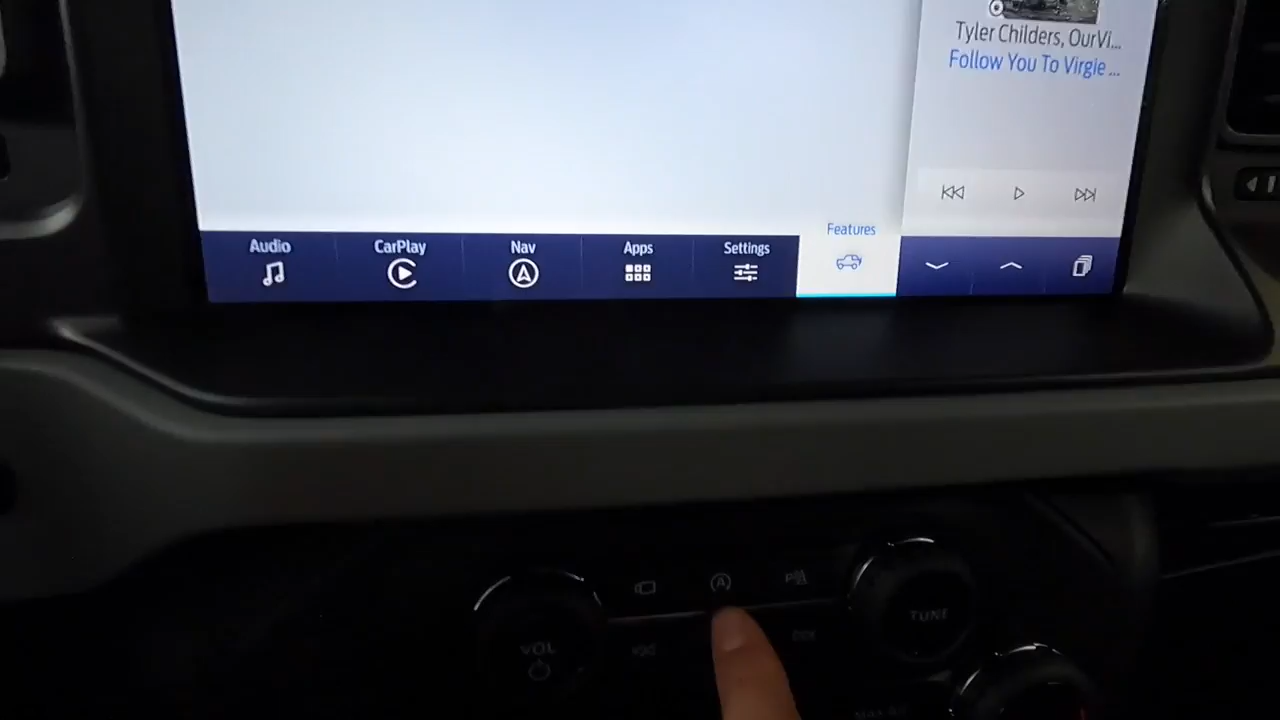 Tyler Childers, OurVi...
Follow You To Virgie ...
Audio
CarPlay
Nav
Apps
Settings
Features
A
P
TUNE
VOL